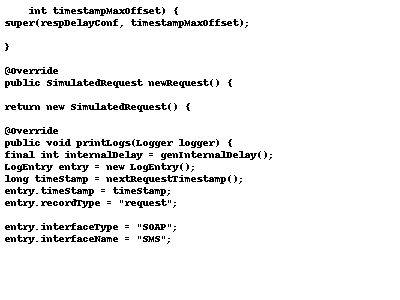 int timestampMaxOffset) {
super(respDelayConf, timestampMaxOffset);
}
@Override
public SimulatedRequest newRequest() {
return new SimulatedRequest() {
@Override
public void printLogs(Logger logger) {
final int internalDelay = genInternalDelay();
LogEntry entry = new LogEntry();
long timeStamp = nextRequestTimestamp();
entry.timeStamp = timeStamp;
entry.recordType = "request";
entry.interfaceType = "SOAP";
entry.interfaceName = "SMS";